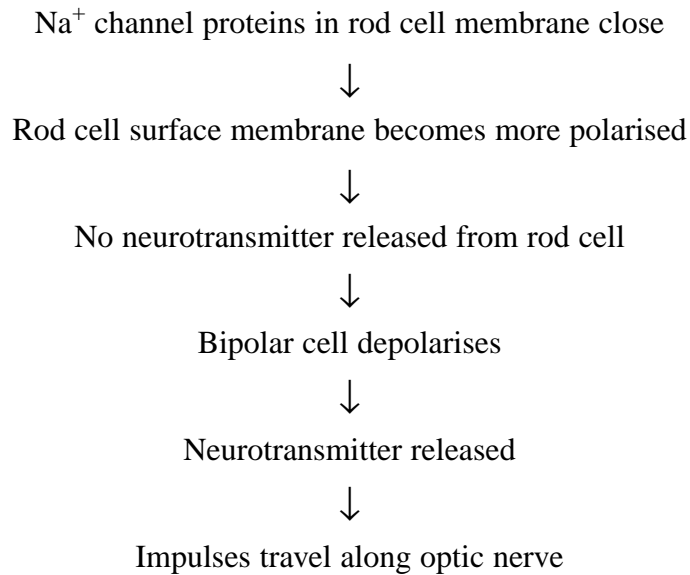 Na⁺ channel proteins in rod cell membrane close
↓
Rod cell surface membrane becomes more polarised
↓
No neurotransmitter released from rod cell
↓
Bipolar cell depolarises
↓
Neurotransmitter released
↓
Impulses travel along optic nerve